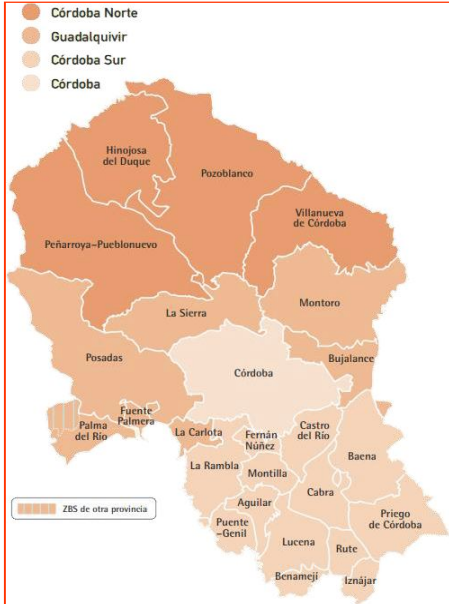 Córdoba Norte
Guadalquivir
Córdoba Sur
Córdoba
Hinojosa
del Duque
Pozoblanco
Villanueva
de Córdoba
Peñarroya-Pueblonuevo
Montoro
La Sierra
Posadas
Bujalance
Córdoba
Fuente
Palmera
Palma
del Río
La Carlota
Fernán
Núñez
Castro
del Río
Baena
La Rambla
Montilla
Cabra
Aguilar
Priego
de Córdoba
Puente
-Genil
Lucena
Rute
Benamejí
Iznájar
ZBS de otra provincia